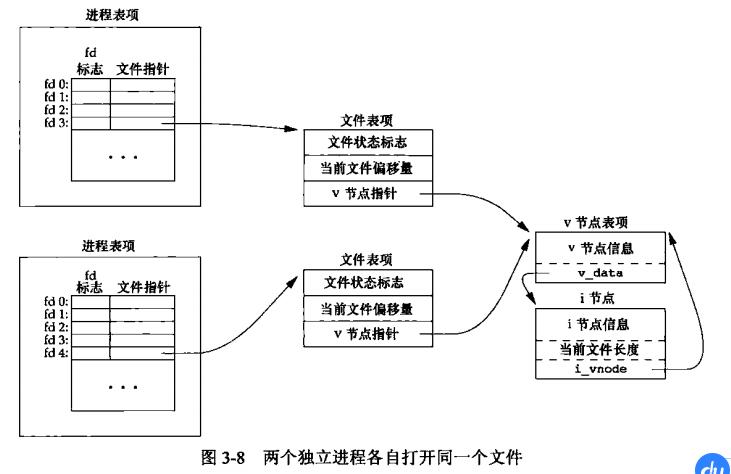 进程表项
fd
标志 文件指针
fd 0:
fd 1:
fd 2:
fd 3:
...
文件表项
文件状态标志
当前文件偏移量
v 节点指针
进程表项
fd
标志 文件指针
fd 0:
fd 1:
fd 2:
fd 3:
fd 4:
...
文件表项
文件状态标志
当前文件偏移量
v 节点指针
v 节点表项
v 节点信息
v_data
i 节点
i 节点信息
当前文件长度
i_vnode
图 3-8 两个独立进程各自打开同一个文件
du